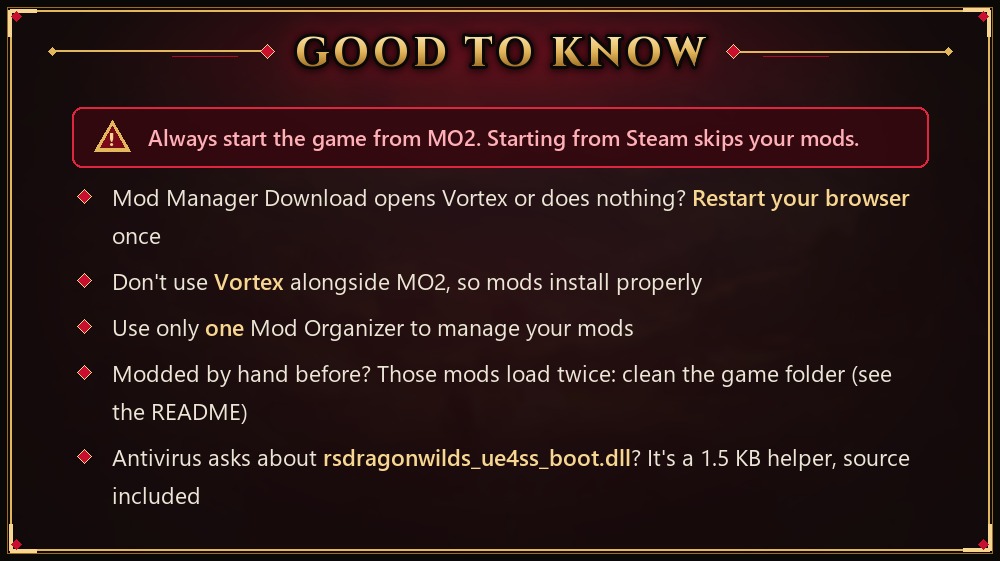 GOOD TO KNOW
Always start the game from MO2. Starting from Steam skips your mods.
Mod Manager Download opens Vortex or does nothing? Restart your browser
once
Don't use Vortex alongside MO2, so mods install properly
Use only one Mod Organizer to manage your mods
Modded by hand before? Those mods load twice: clean the game folder (see
the README)
Antivirus asks about rsdragonwilds_ue4ss_boot.dll? It's a 1.5 KB helper, source
included